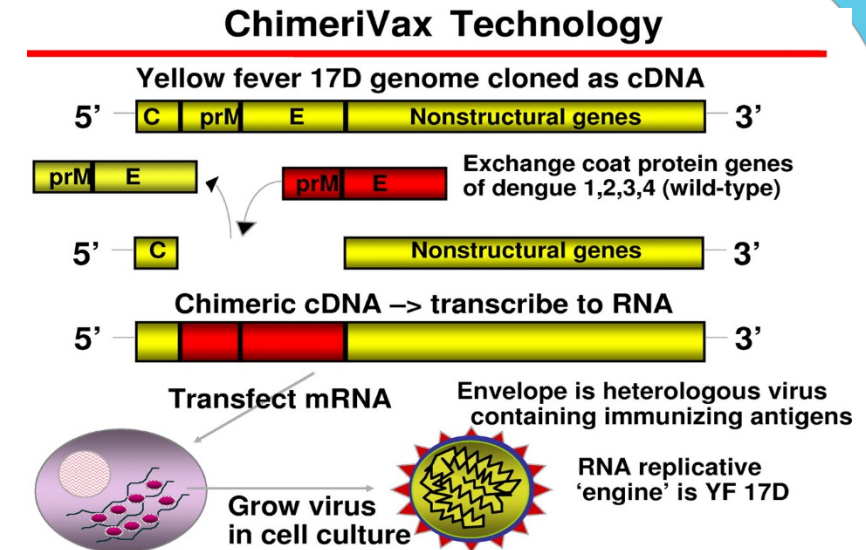 ChimeriVax Technology
Yellow fever 17D genome cloned as cDNA
5’ C prM E Nonstructural genes 3’
prM E prM E Exchange coat protein genes
of dengue 1,2,3,4 (wild-type)
5’ C Nonstructural genes 3’
Chimeric cDNA –> transcribe to RNA
5’ 3’
Transfect mRNA
Envelope is heterologous virus
containing immunizing antigens
RNA replicative
‘engine’ is YF 17D
Grow virus
in cell culture